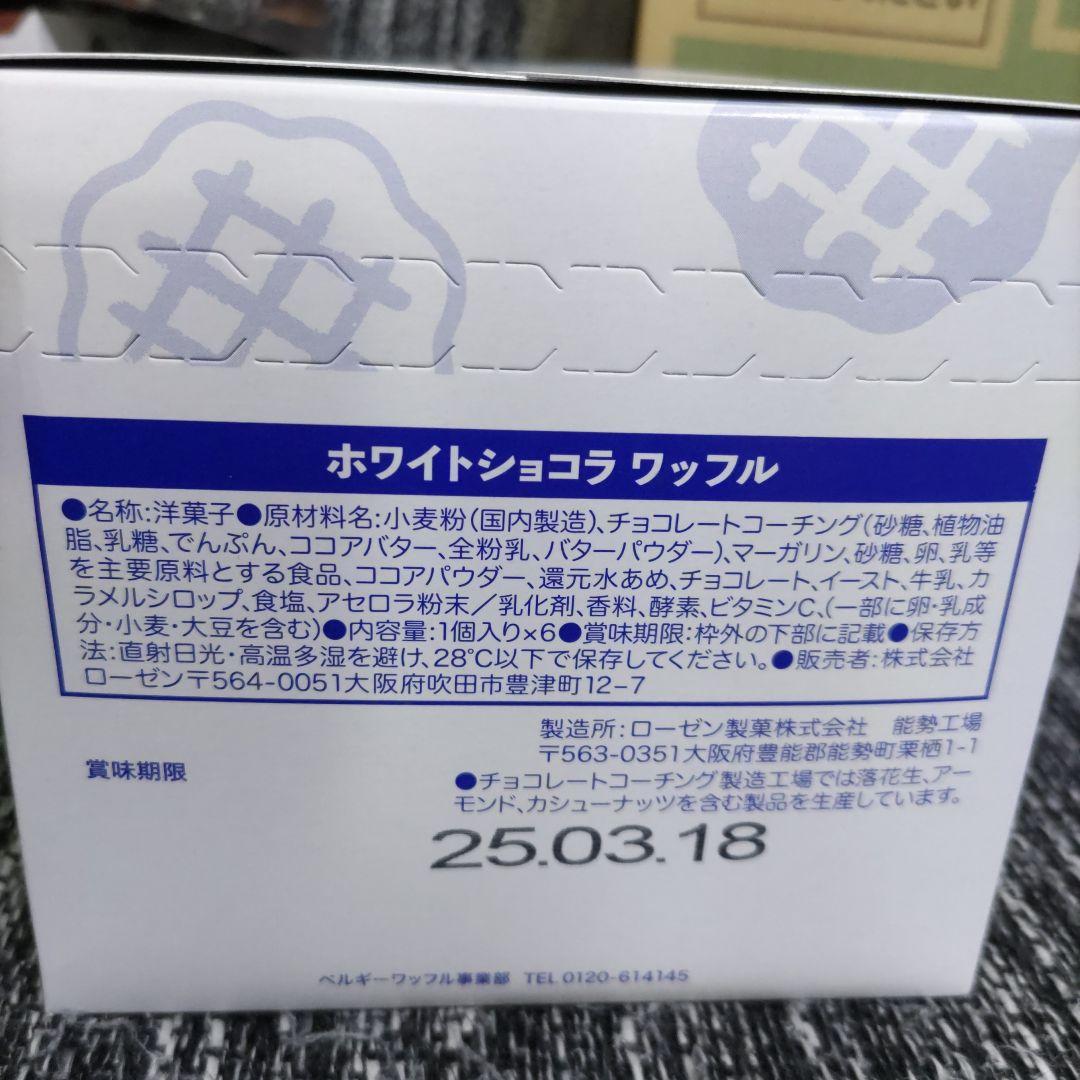 ホワイトショコラ ワッフル
●名称:洋菓子●原材料名:小麦粉(国内製造)、チョコレートコーチング(砂糖、植物油
脂、乳糖、でんぷん、ココアバター、全粉乳、バターパウダー)、マーガリン、砂糖、卵、乳等
を主要原料とする食品、ココアパウダー、還元水あめ、チョコレート、イースト、牛乳、カ
ラメルシロップ、食塩、アセロラ粉末／乳化剤、香料、酵素、ビタミンC、(一部に卵・乳成
分・小麦・大豆を含む)●内容量:1個入り×6●賞味期限:枠外の下部に記載●保存方
法:直射日光・高温多湿を避け、28℃以下で保存してください。●販売者:株式会社
ローゼン〒564-0051大阪府吹田市豊津町12-7
製造所:ローゼン製菓株式会社 能勢工場
〒563-0351大阪府豊能郡能勢町栗栖1-1
賞味期限
●チョコレートコーチング製造工場では落花生、アー
モンド、カシューナッツを含む製品を生産しています。
25.03.18
ベルギーワッフル事業部 TEL 0120-614145